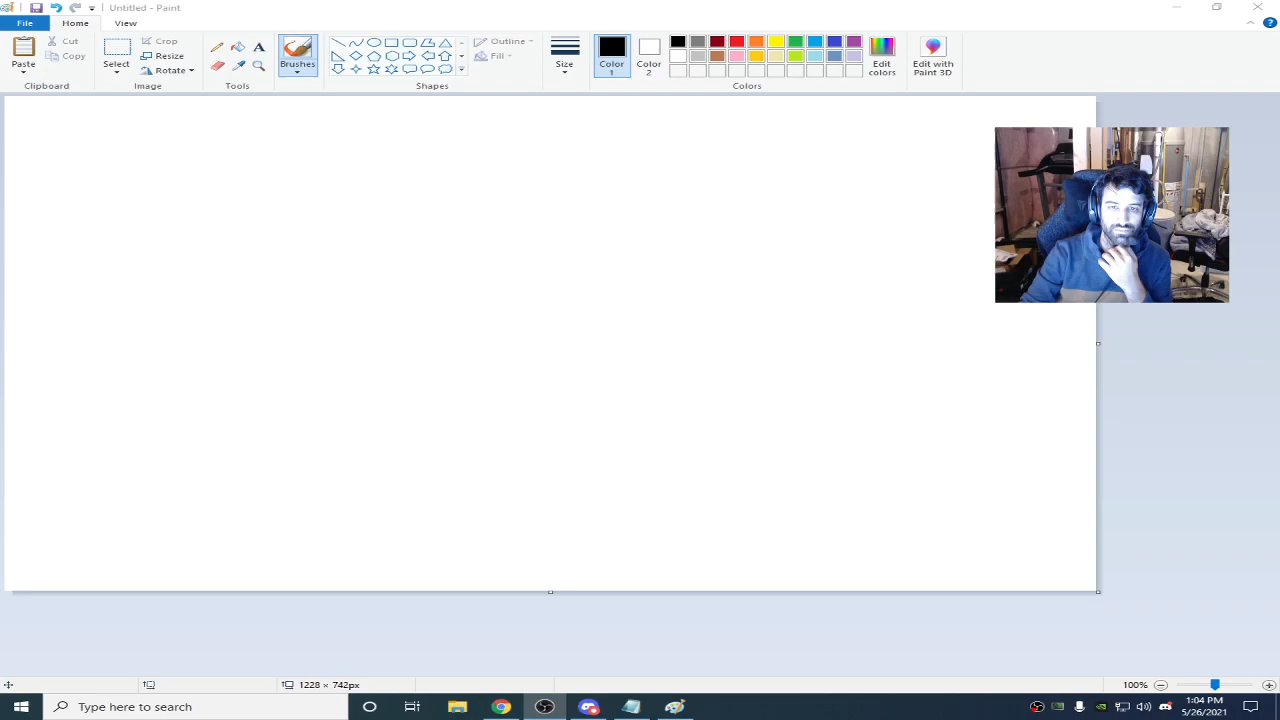 Untitled - Paint
File
Home
View
Paste
Cut
Copy
Clipboard
Select
Crop
Resize
Rotate
Image
A
Tools
Brushes
Outline
Fill
Shapes
Size
Color
1
Color
2
Edit
colors
Colors
Edit with
Paint 3D
1228 × 742px
100%
Type here to search
1:04 PM
5/26/2021